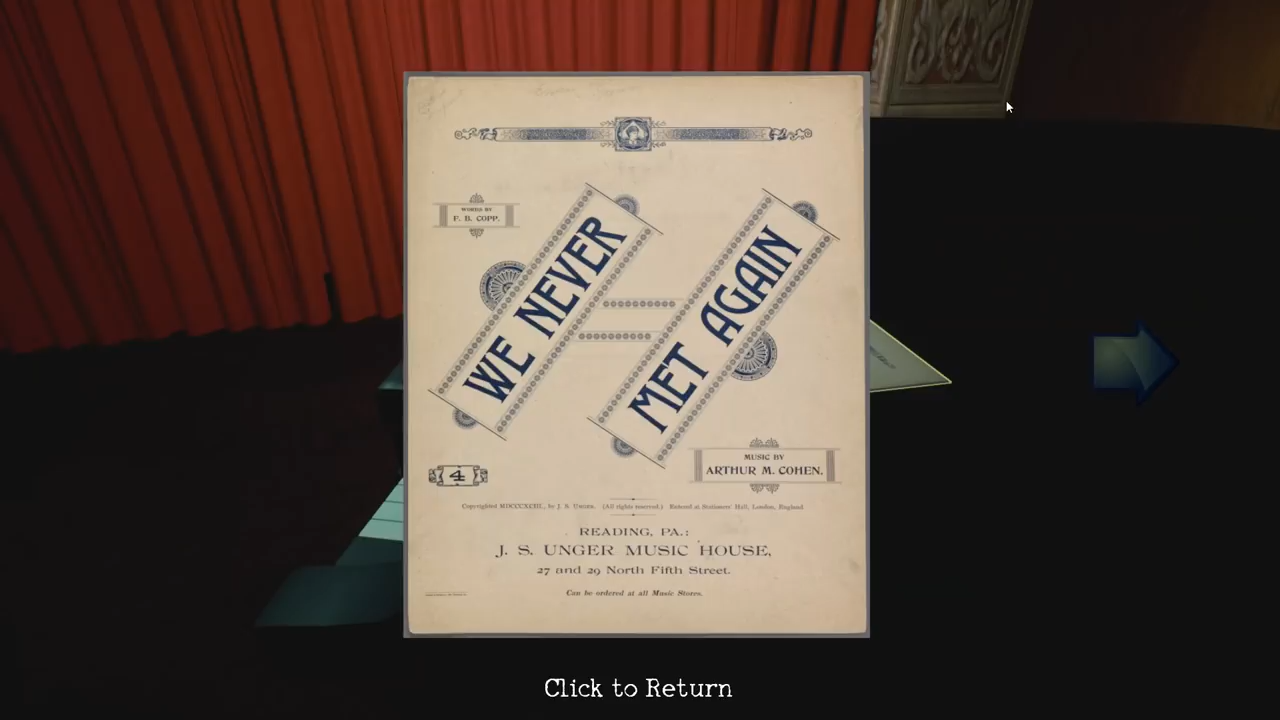 WORDS BY
F. B. COPP.
WE NEVER
MET AGAIN
4
MUSIC BY
ARTHUR M. COHEN.
Copyrighted MDCCCXCIII., by J. S. Unger. (All rights reserved.) Entered at Stationers' Hall, London, England
READING, PA.:
J. S. UNGER MUSIC HOUSE,
27 and 29 North Fifth Street.
Can be ordered at all Music Stores.
Click to Return